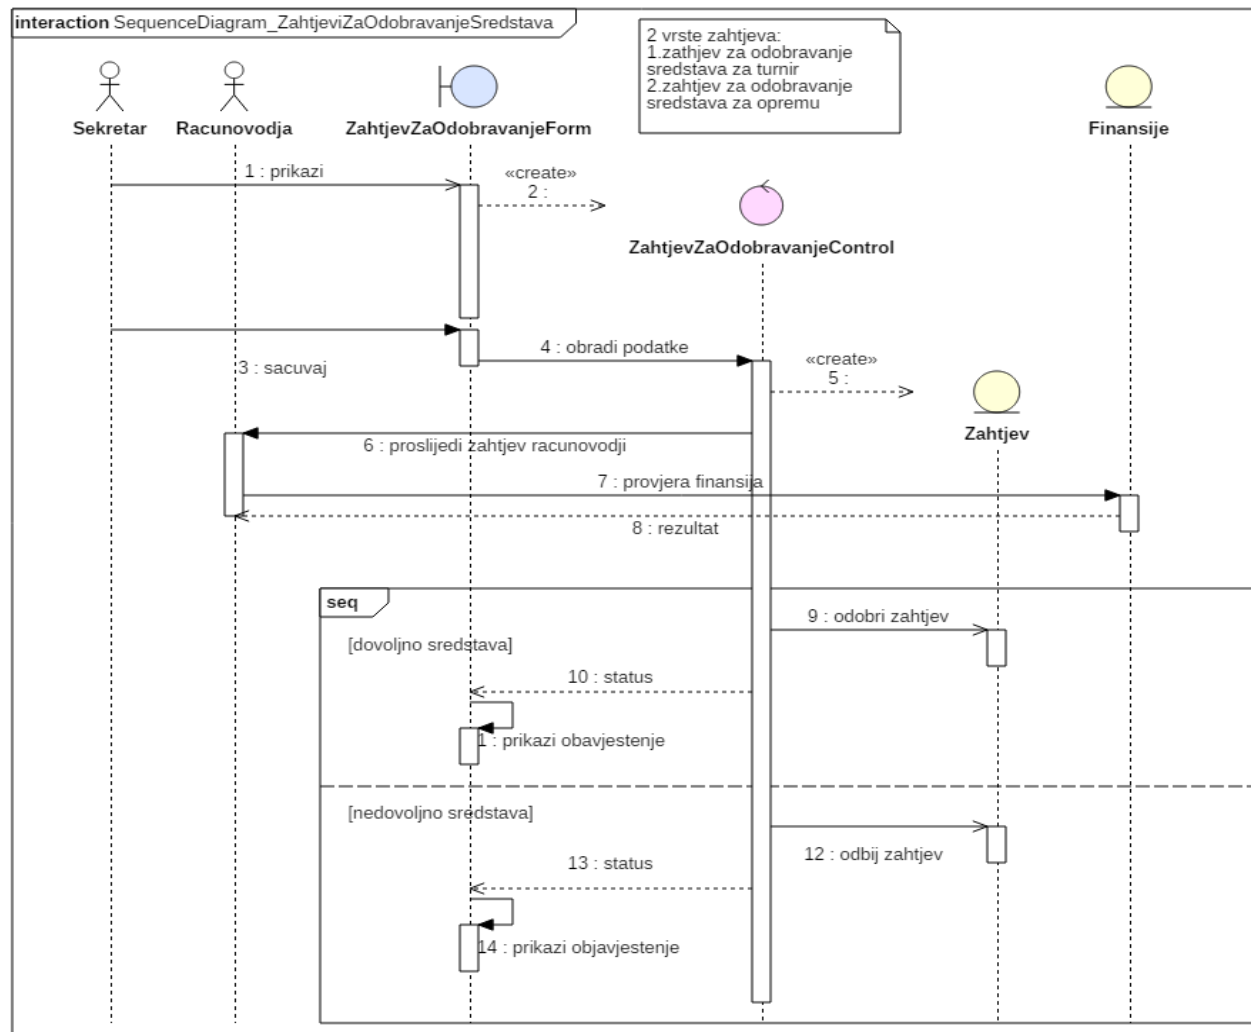 interaction SequenceDiagram_ZahtjeviZaOdobravanjeSredstava
2 vrste zahtjeva:
1.zathjev za odobravanje
sredstava za turnir
2.zahtjev za odobravanje
sredstava za opremu
Sekretar
Racunovodja
ZahtjevZaOdobravanjeForm
Finansije
1 : prikazi
«create»
2 :
ZahtjevZaOdobravanjeControl
3 : sacuvaj
4 : obradi podatke
«create»
5 :
Zahtjev
6 : proslijedi zahtjev racunovodji
7 : provjera finansija
8 : rezultat
seq
9 : odobri zahtjev
[dovoljno sredstava]
10 : status
1 : prikazi obavjestenje
[nedovoljno sredstava]
12 : odbij zahtjev
13 : status
14 : prikazi objavjestenje